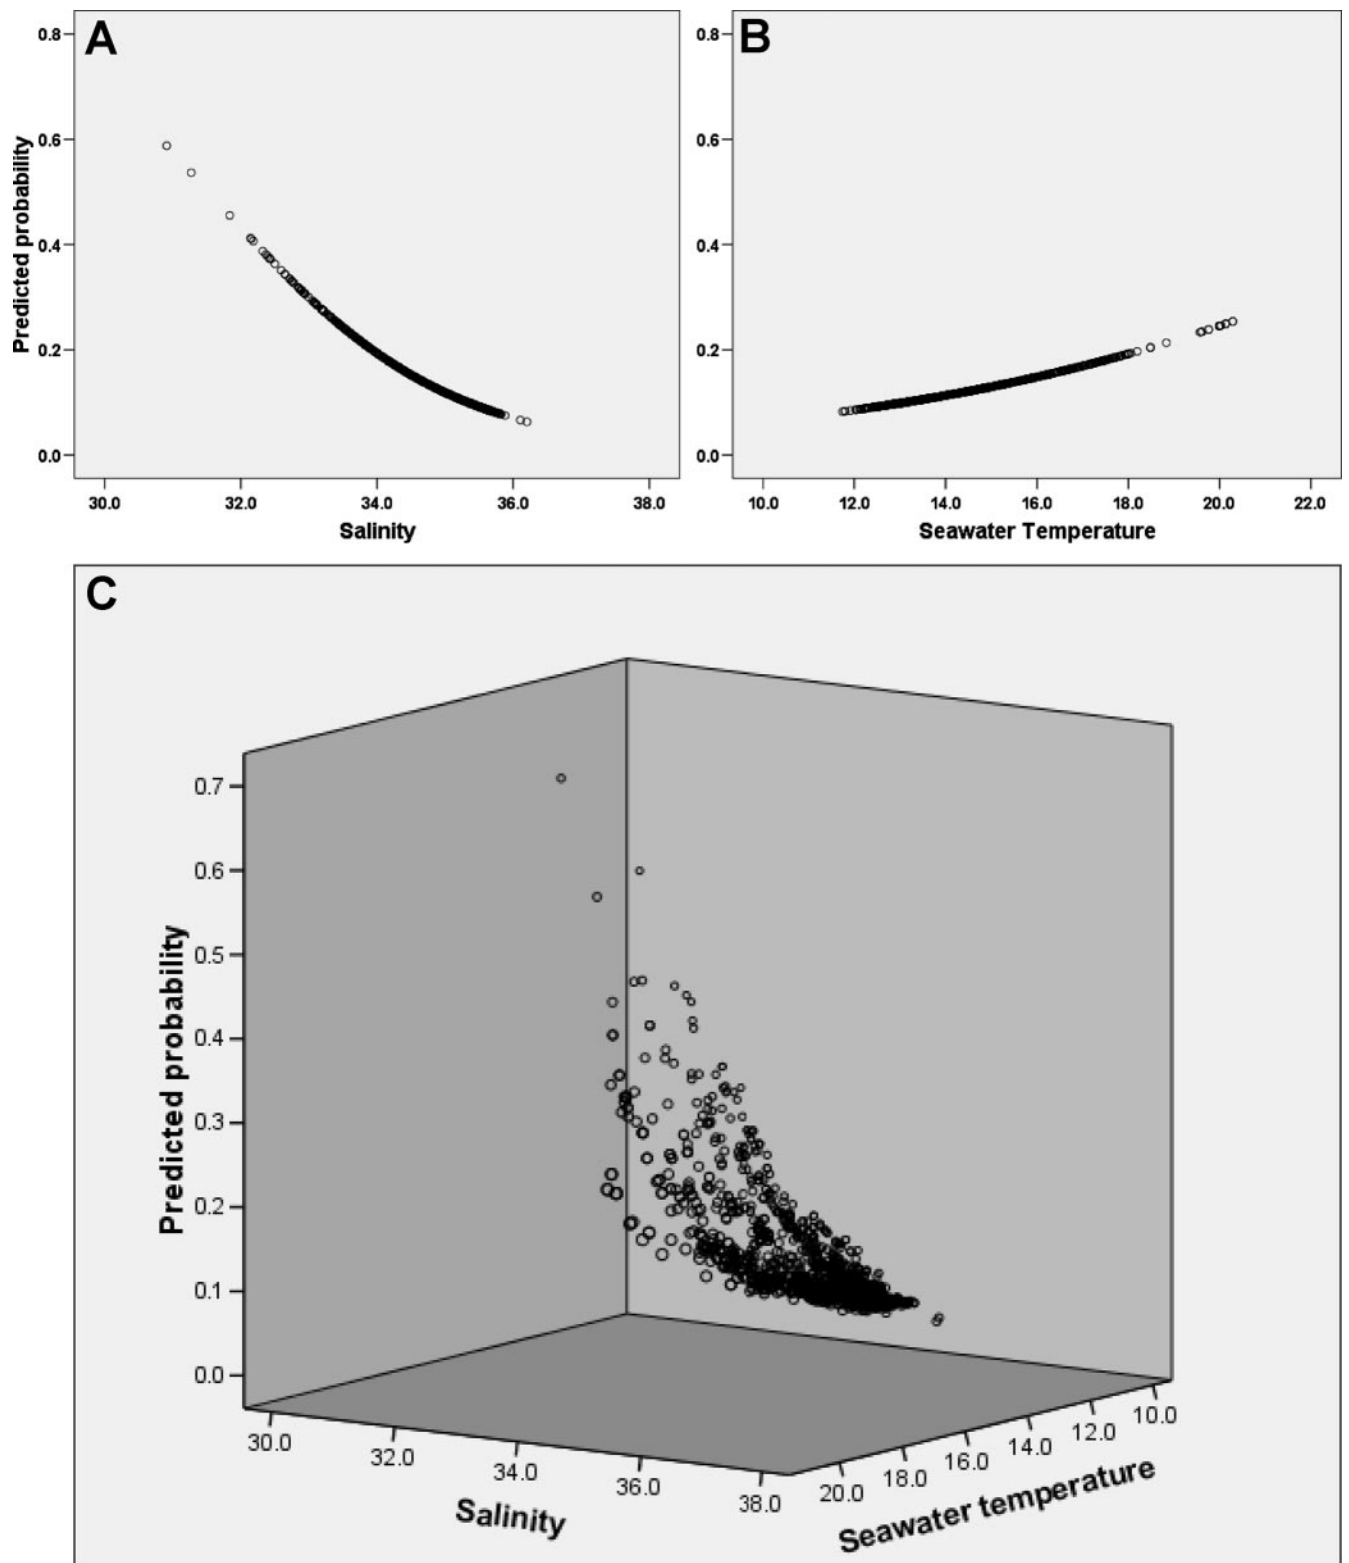 A
0.8
0.6
0.4
0.2
0.0
Predicted probability
30.0 32.0 34.0 36.0 38.0
Salinity
B
0.8
0.6
0.4
0.2
0.0
10.0 12.0 14.0 16.0 18.0 20.0 22.0
Seawater Temperature
C
0.7
0.6
0.5
0.4
0.3
0.2
0.1
0.0
Predicted probability
30.0 32.0 34.0 36.0 38.0
Salinity
20.0 18.0 16.0 14.0 12.0 10.0
Seawater temperature